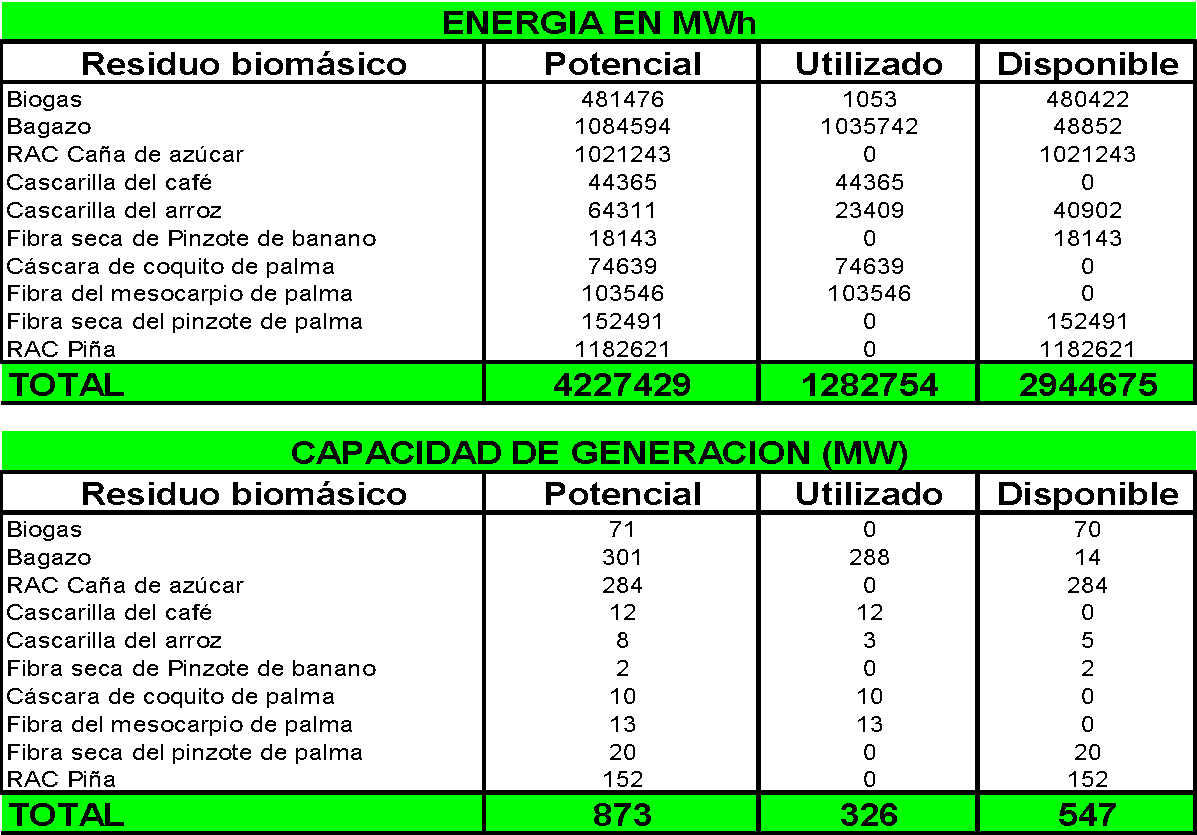 ENERGIA EN MWh
Residuo biomásico Potencial Utilizado Disponible
Biogas 481476 1053 480422
Bagazo 1084594 1035742 48852
RAC Caña de azúcar 1021243 0 1021243
Cascarilla del café 44365 44365 0
Cascarilla del arroz 64311 23409 40902
Fibra seca de Pinzote de banano 18143 0 18143
Cáscara de coquito de palma 74639 74639 0
Fibra del mesocarpio de palma 103546 103546 0
Fibra seca del pinzote de palma 152491 0 152491
RAC Piña 1182621 0 1182621
TOTAL 4227429 1282754 2944675
CAPACIDAD DE GENERACION (MW)
Residuo biomásico Potencial Utilizado Disponible
Biogas 71 0 70
Bagazo 301 288 14
RAC Caña de azúcar 284 0 284
Cascarilla del café 12 12 0
Cascarilla del arroz 8 3 5
Fibra seca de Pinzote de banano 2 0 2
Cáscara de coquito de palma 10 10 0
Fibra del mesocarpio de palma 13 13 0
Fibra seca del pinzote de palma 20 0 20
RAC Piña 152 0 152
TOTAL 873 326 547